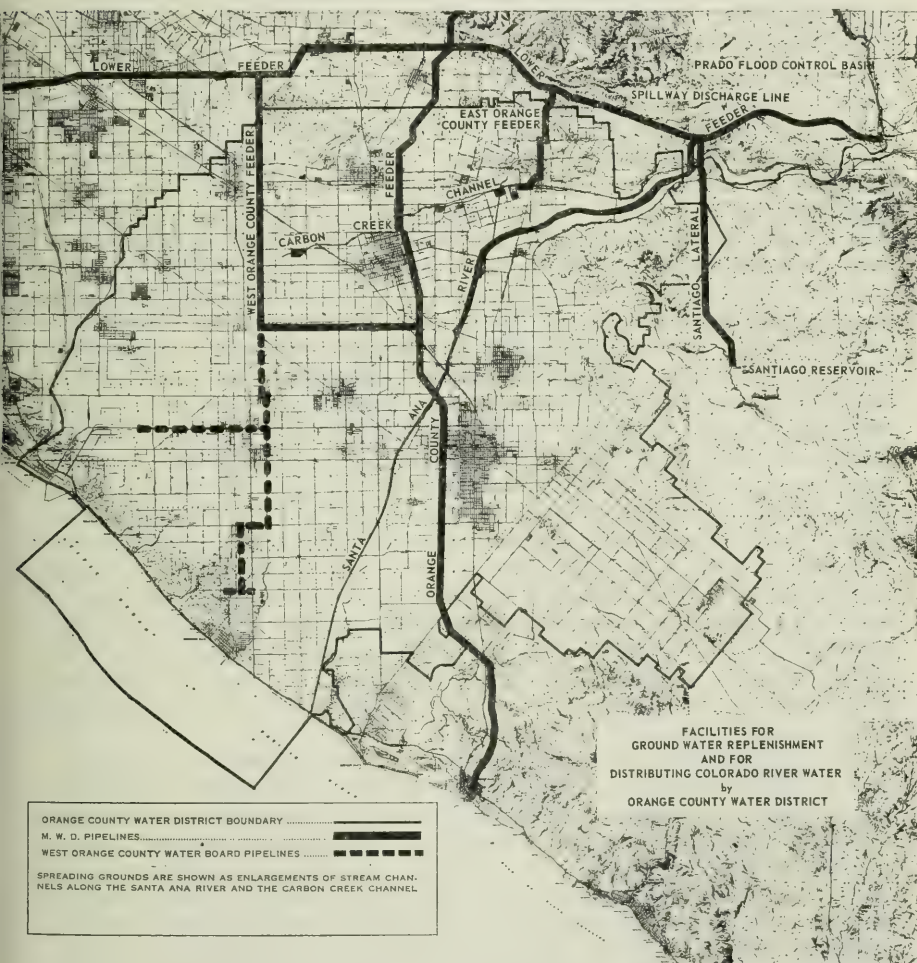 LOWER FEEDER
LOWER FEEDER
PRADO FLOOD CONTROL BASIN
SPILLWAY DISCHARGE LINE
EAST ORANGE
COUNTY FEEDER
WEST ORANGE COUNTY FEEDER
CARBON CREEK CHANNEL
SANTIAGO LATERAL
SANTIAGO RESERVOIR
SANTA ANA RIVER
ORANGE COUNTY FEEDER
FACILITIES FOR
GROUND WATER REPLENISHMENT
AND FOR
DISTRIBUTING COLORADO RIVER WATER
by
ORANGE COUNTY WATER DISTRICT
ORANGE COUNTY WATER DISTRICT BOUNDARY
M. W. D. PIPELINES
WEST ORANGE COUNTY WATER BOARD PIPELINES
SPREADING GROUNDS ARE SHOWN AS ENLARGEMENTS OF STREAM CHAN-
NELS ALONG THE SANTA ANA RIVER AND THE CARBON CREEK CHANNEL